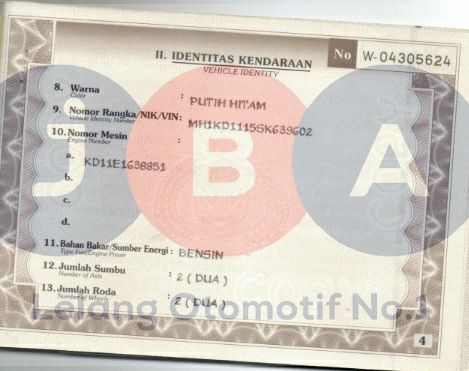 II. IDENTITAS KENDARAAN
VEHICLE IDENTITY
No W-04305624
8. Warna : PUTIH HITAM
Color
9. Nomor Rangka/NIK/VIN: MH1KD1115SK639602
Vehicle Identity Number
10. Nomor Mesin :
Engine Number
a. KD11E1638851
b.
c.
d.
11. Bahan Bakar/Sumber Energi : BENSIN
Type Fuel/Engine Power
12. Jumlah Sumbu : 2 ( DUA )
Number of Axis
13. Jumlah Roda : 2 ( DUA )
Number of Wheels
4
JBA
Lelang Otomotif No.1